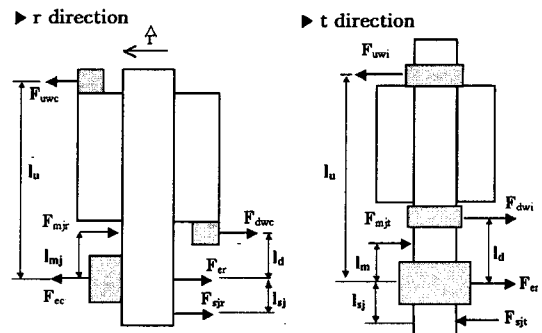 ▶ r direction
r̂
F_uwc
l_u
F_mjr
F_dwc
l_mj
l_d
F_er
F_ec
F_sjr
l_sj
▶ t direction
F_uwi
l_u
F_dwi
F_mjt
l_m
l_d
F_er
l_sj
F_sjt